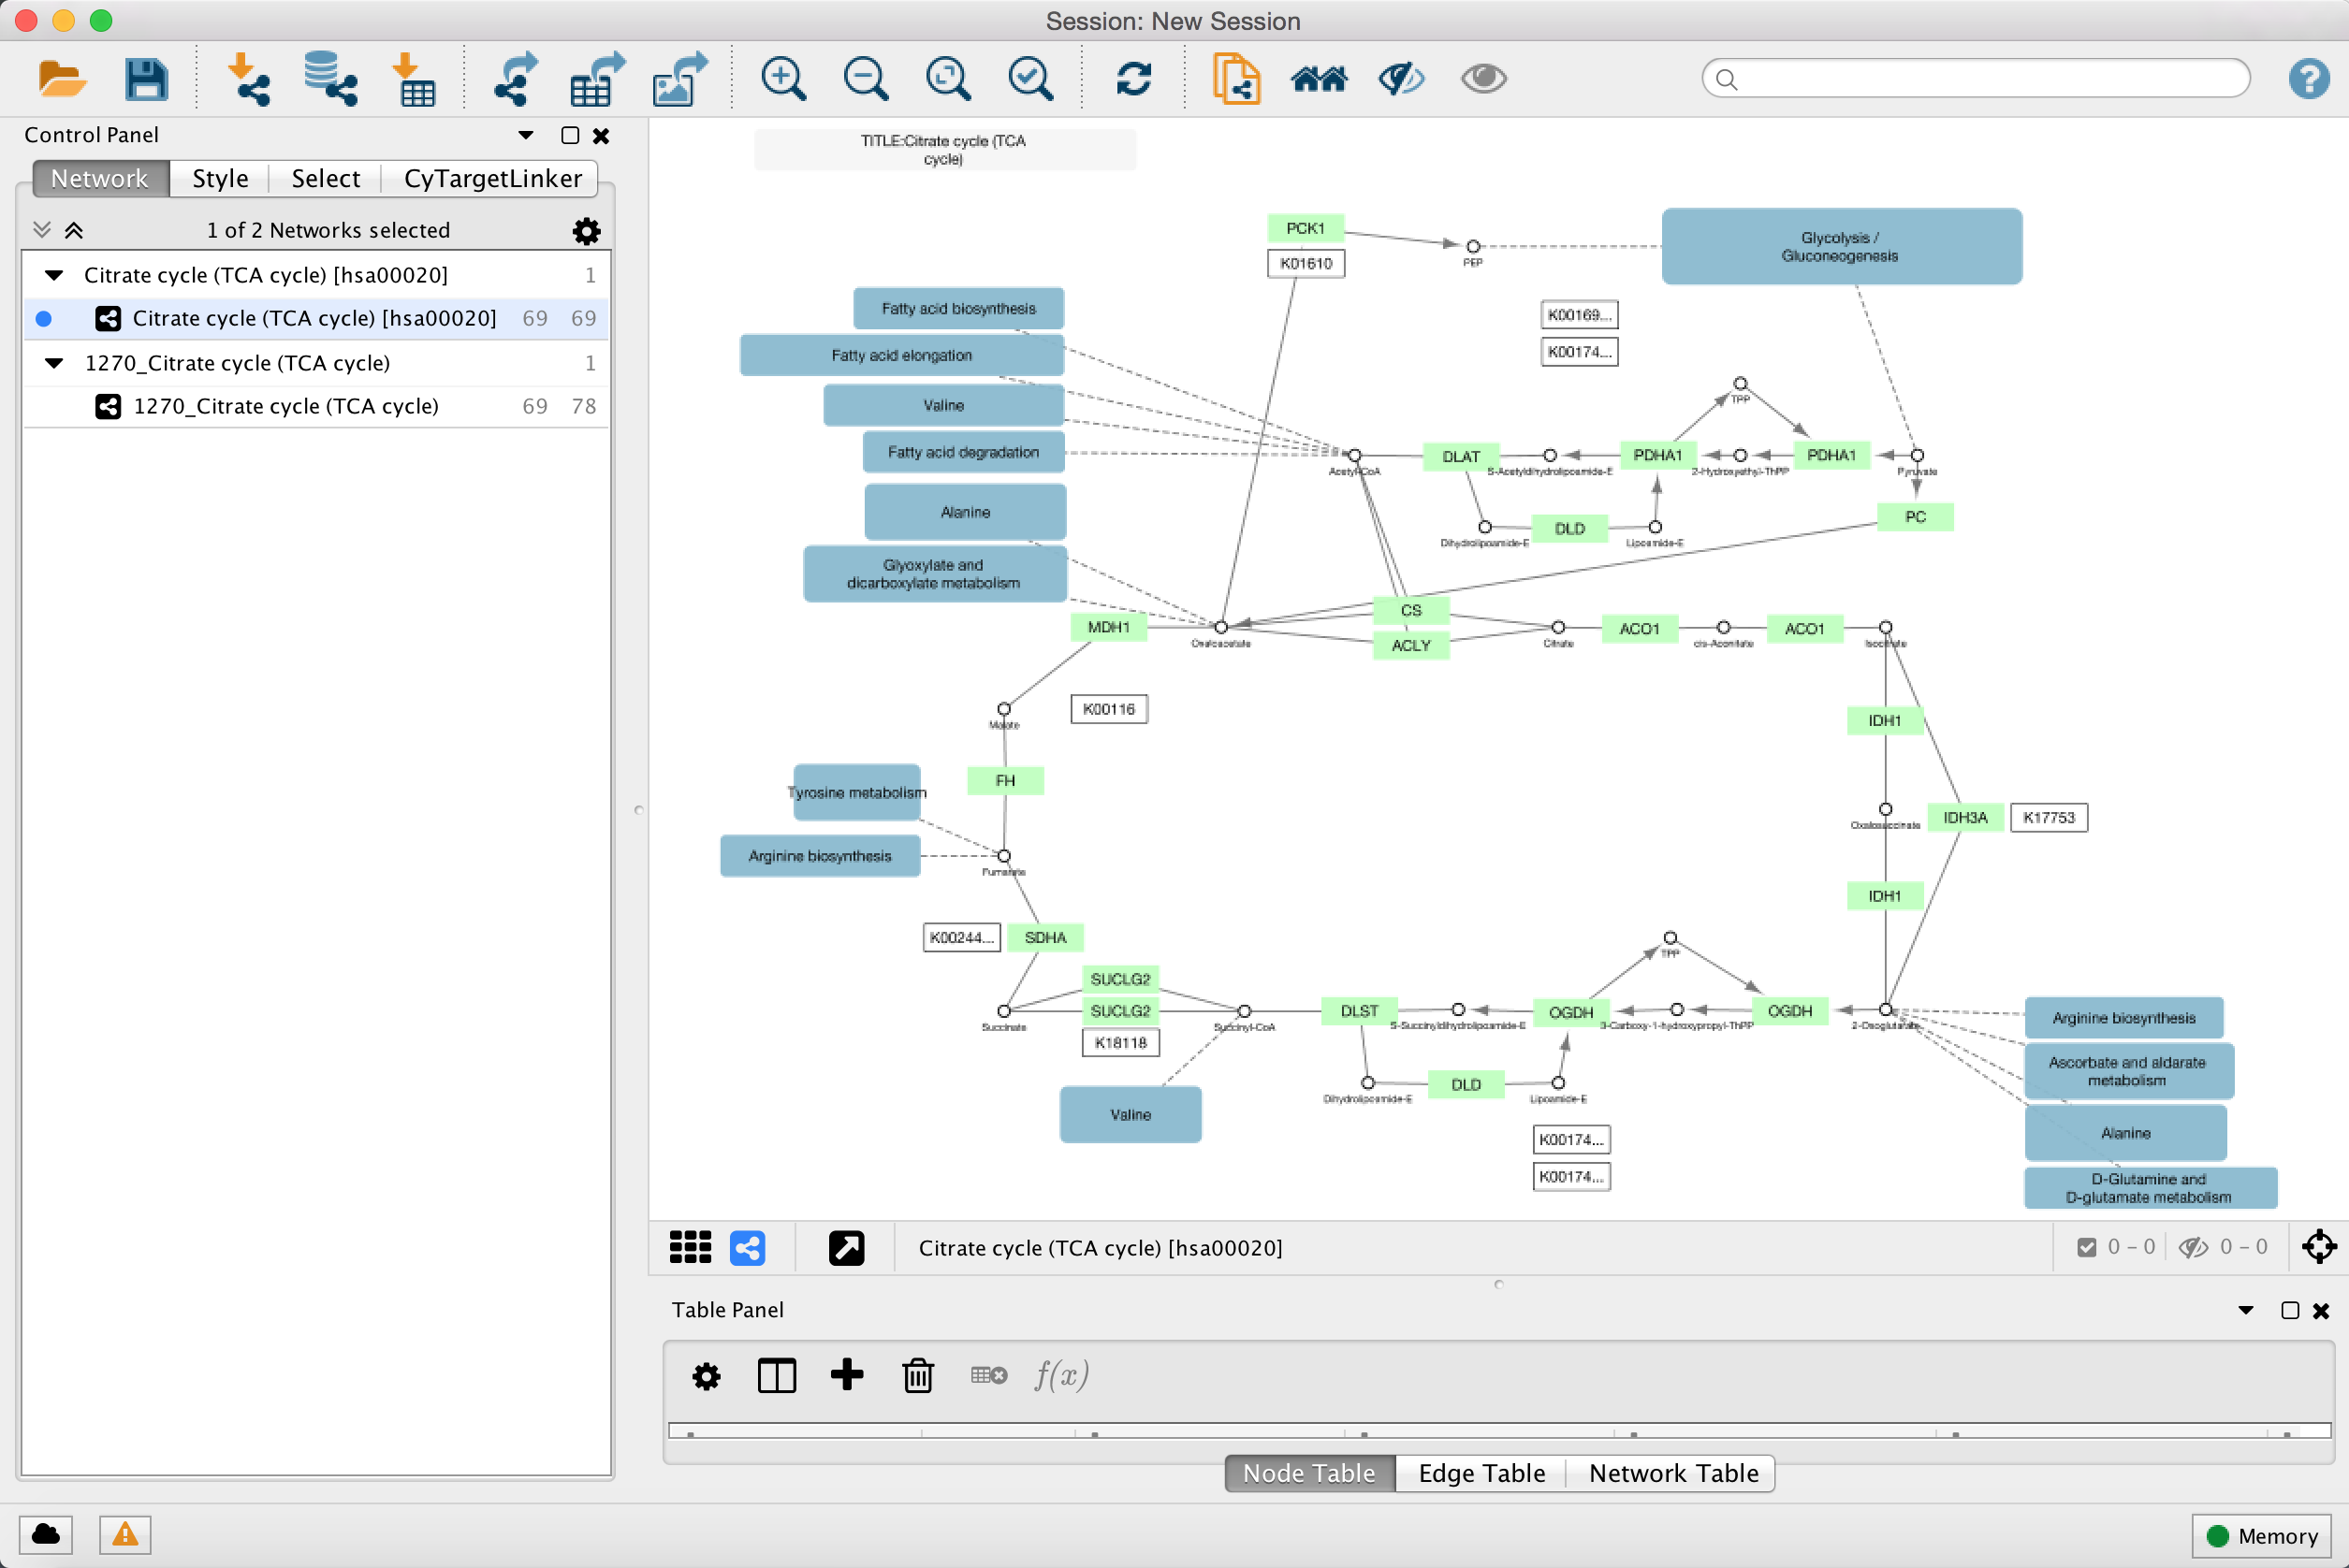 Session: New Session
Control Panel
Network Style Select CyTargetLinker
1 of 2 Networks selected
Citrate cycle (TCA cycle) [hsa00020] 1
Citrate cycle (TCA cycle) [hsa00020] 69 69
1270_Citrate cycle (TCA cycle) 1
1270_Citrate cycle (TCA cycle) 69 78
TITLE:Citrate cycle (TCA
cycle)
PCK1
K01610
PEP
Glycolysis /
Gluconeogenesis
Fatty acid biosynthesis
Fatty acid elongation
Valine
Fatty acid degradation
Alanine
Glyoxylate and
dicarboxylate metabolism
K00169...
K00174...
TPP
Acetyl-CoA
DLAT
S-Acetyldihydrolipoamide-E
PDHA1
2-Hydroxyethyl-ThPP
PDHA1
Pyruvate
Dihydrolipoamide-E
DLD
Lipoamide-E
PC
MDH1
Oxaloacetate
CS
ACLY
Citrate
ACO1
cis-Aconitate
ACO1
Isocitrate
Malate
K00116
IDH1
FH
Tyrosine metabolism
Oxalosuccinate
IDH3A
K17753
Arginine biosynthesis
Fumarate
IDH1
K00244...
SDHA
TPP
SUCLG2
SUCLG2
K18118
Succinate
Succinyl-CoA
DLST
S-Succinyldihydrolipoamide-E
OGDH
3-Carboxy-1-hydroxypropyl-ThPP
OGDH
2-Oxoglutarate
Arginine biosynthesis
Ascorbate and aldarate
metabolism
Alanine
D-Glutamine and
D-glutamate metabolism
Valine
Dihydrolipoamide-E
DLD
Lipoamide-E
K00174...
K00174...
Citrate cycle (TCA cycle) [hsa00020] 0 - 0 0 - 0
Table Panel
f(x)
Node Table Edge Table Network Table
Memory